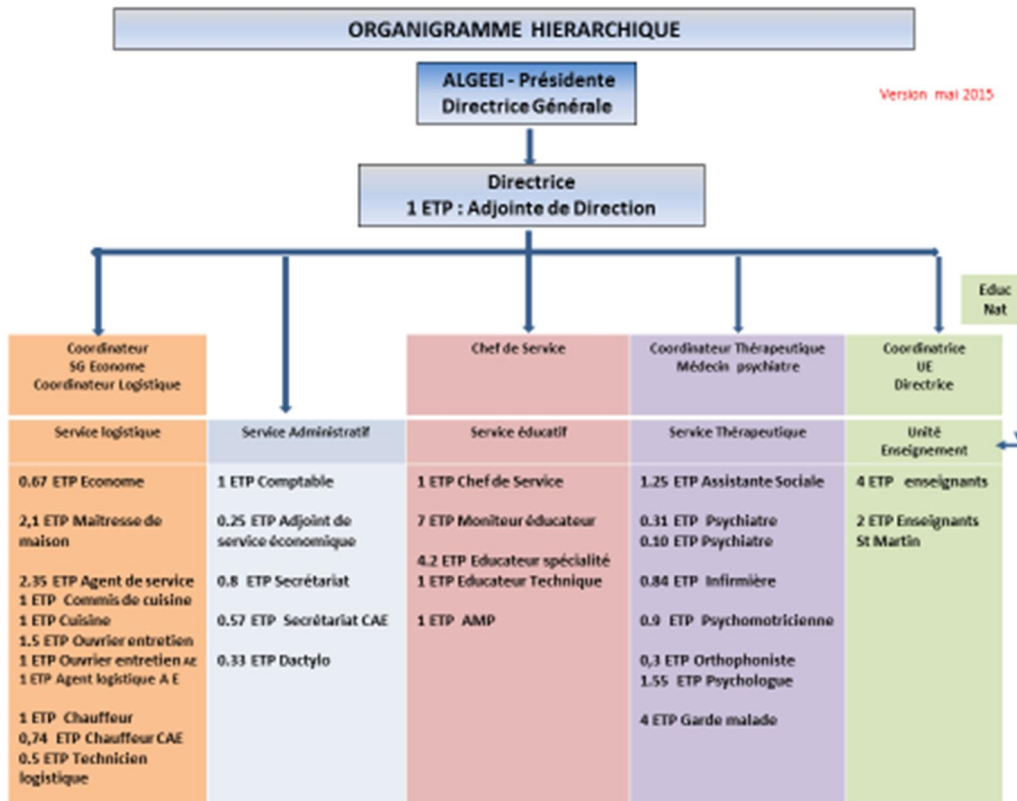 ORGANIGRAMME HIERARCHIQUE
ALGEEI - Présidente
Directrice Générale
Version mai 2015
Directrice
1 ETP : Adjointe de Direction
Educ
Nat
Coordinateur
SG Econome
Coordinateur Logistique
Chef de Service
Coordinateur Thérapeutique
Médecin psychiatre
Coordinatrice
UE
Directrice
Service logistique
Service Administratif
Service éducatif
Service Thérapeutique
Unité
Enseignement
0.67 ETP Econome
2,1 ETP Maîtresse de
maison
2.35 ETP Agent de service
1 ETP Commis de cuisine
1 ETP Cuisine
1.5 ETP Ouvrier entretien
1 ETP Ouvrier entretien AE
1 ETP Agent logistique A E
1 ETP Chauffeur
0,74 ETP Chauffeur CAE
0.5 ETP Technicien
logistique
1 ETP Comptable
0.25 ETP Adjoint de
service économique
0.8 ETP Secrétariat
0.57 ETP Secrétariat CAE
0.33 ETP Dactylo
1 ETP Chef de Service
7 ETP Moniteur éducateur
4.2 ETP Educateur spécialité
1 ETP Educateur Technique
1 ETP AMP
1.25 ETP Assistante Sociale
0.31 ETP Psychiatre
0.10 ETP Psychiatre
0.84 ETP Infirmière
0.9 ETP Psychomotricienne
0,3 ETP Orthophoniste
1.55 ETP Psychologue
4 ETP Garde malade
4 ETP enseignants
2 ETP Enseignants
St Martin